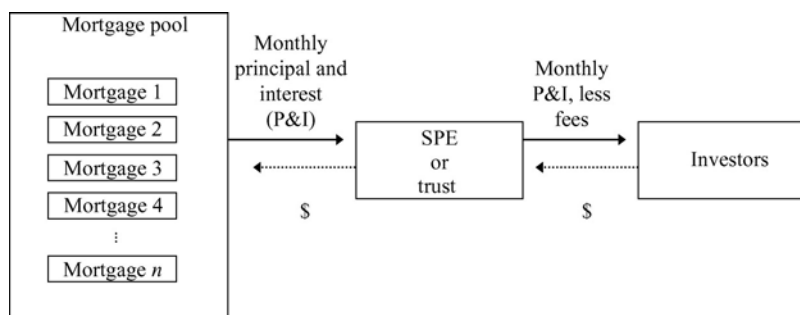 Mortgage pool
Mortgage 1
Mortgage 2
Mortgage 3
Mortgage 4
⋮
Mortgage n
Monthly
principal and
interest
(P&I)
$
SPE
or
trust
Monthly
P&I, less
fees
$
Investors